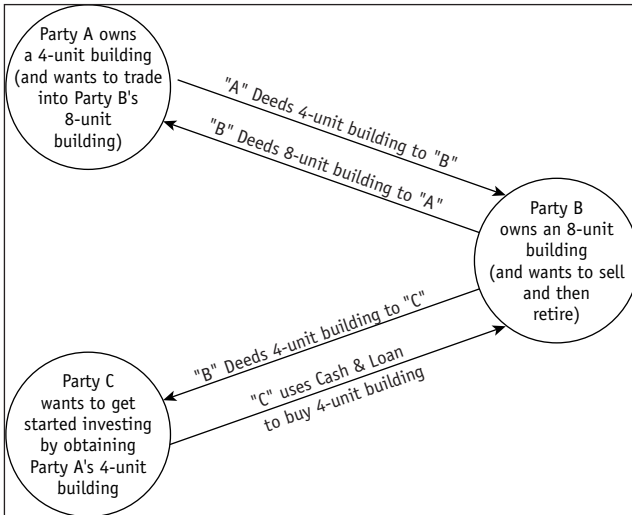 Party A owns
a 4-unit building
(and wants to trade
into Party B's
8-unit
building)
"A" Deeds 4-unit building to "B"
"B" Deeds 8-unit building to "A"
Party B
owns an 8-unit
building
(and wants to sell
and then
retire)
"B" Deeds 4-unit building to "C"
"C" uses Cash & Loan
to buy 4-unit building
Party C
wants to get
started investing
by obtaining
Party A's 4-unit
building